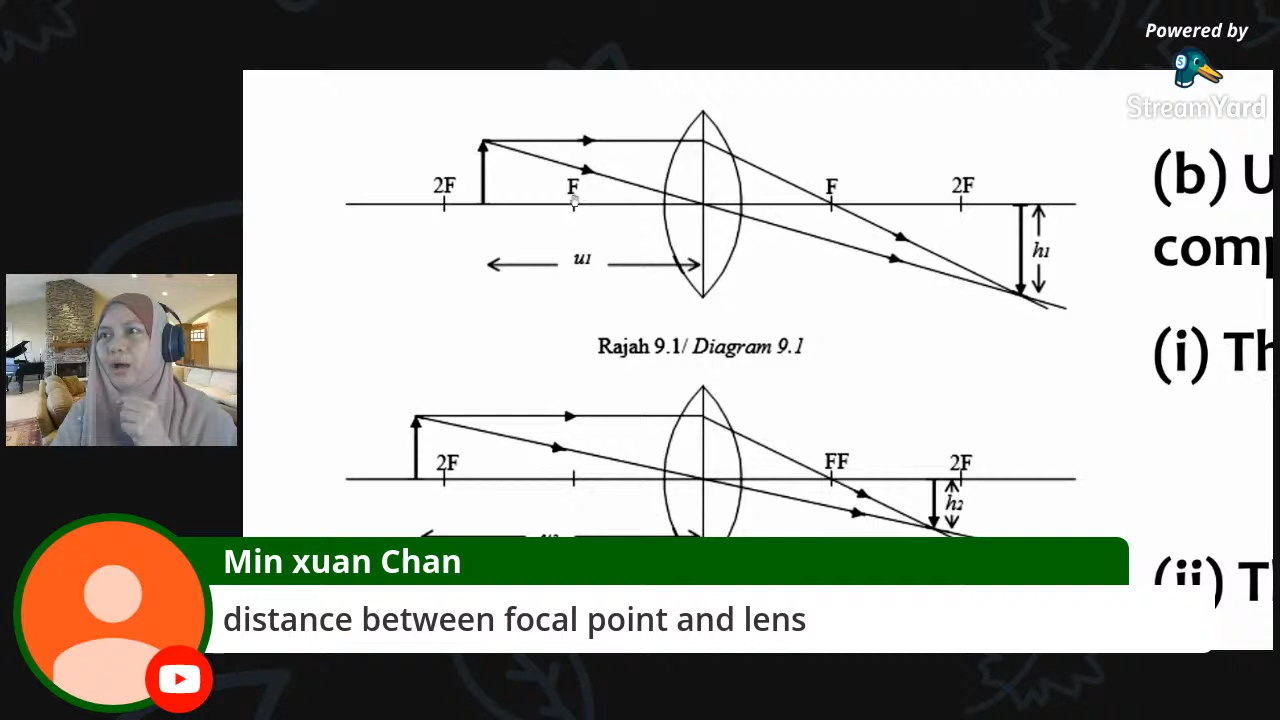 Powered by
StreamYard
2F
F
F
2F
u1
h1
Rajah 9.1/ Diagram 9.1
2F
FF
2F
h2
(b) U
comp
(i) Th
(ii) T
Min xuan Chan
distance between focal point and lens